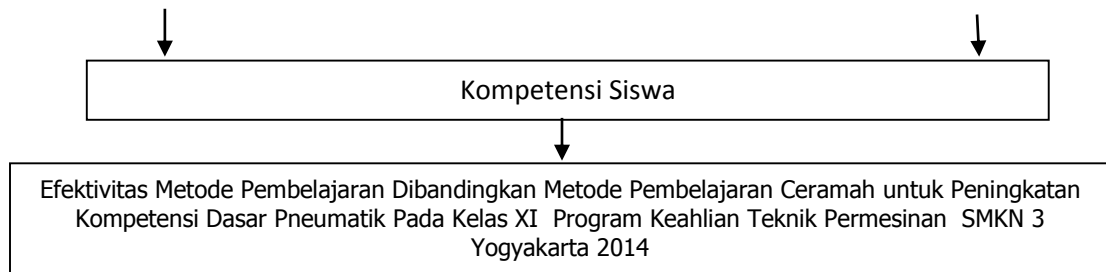 Kompetensi Siswa
Efektivitas Metode Pembelajaran Dibandingkan Metode Pembelajaran Ceramah untuk Peningkatan
Kompetensi Dasar Pneumatik Pada Kelas XI Program Keahlian Teknik Permesinan SMKN 3
Yogyakarta 2014